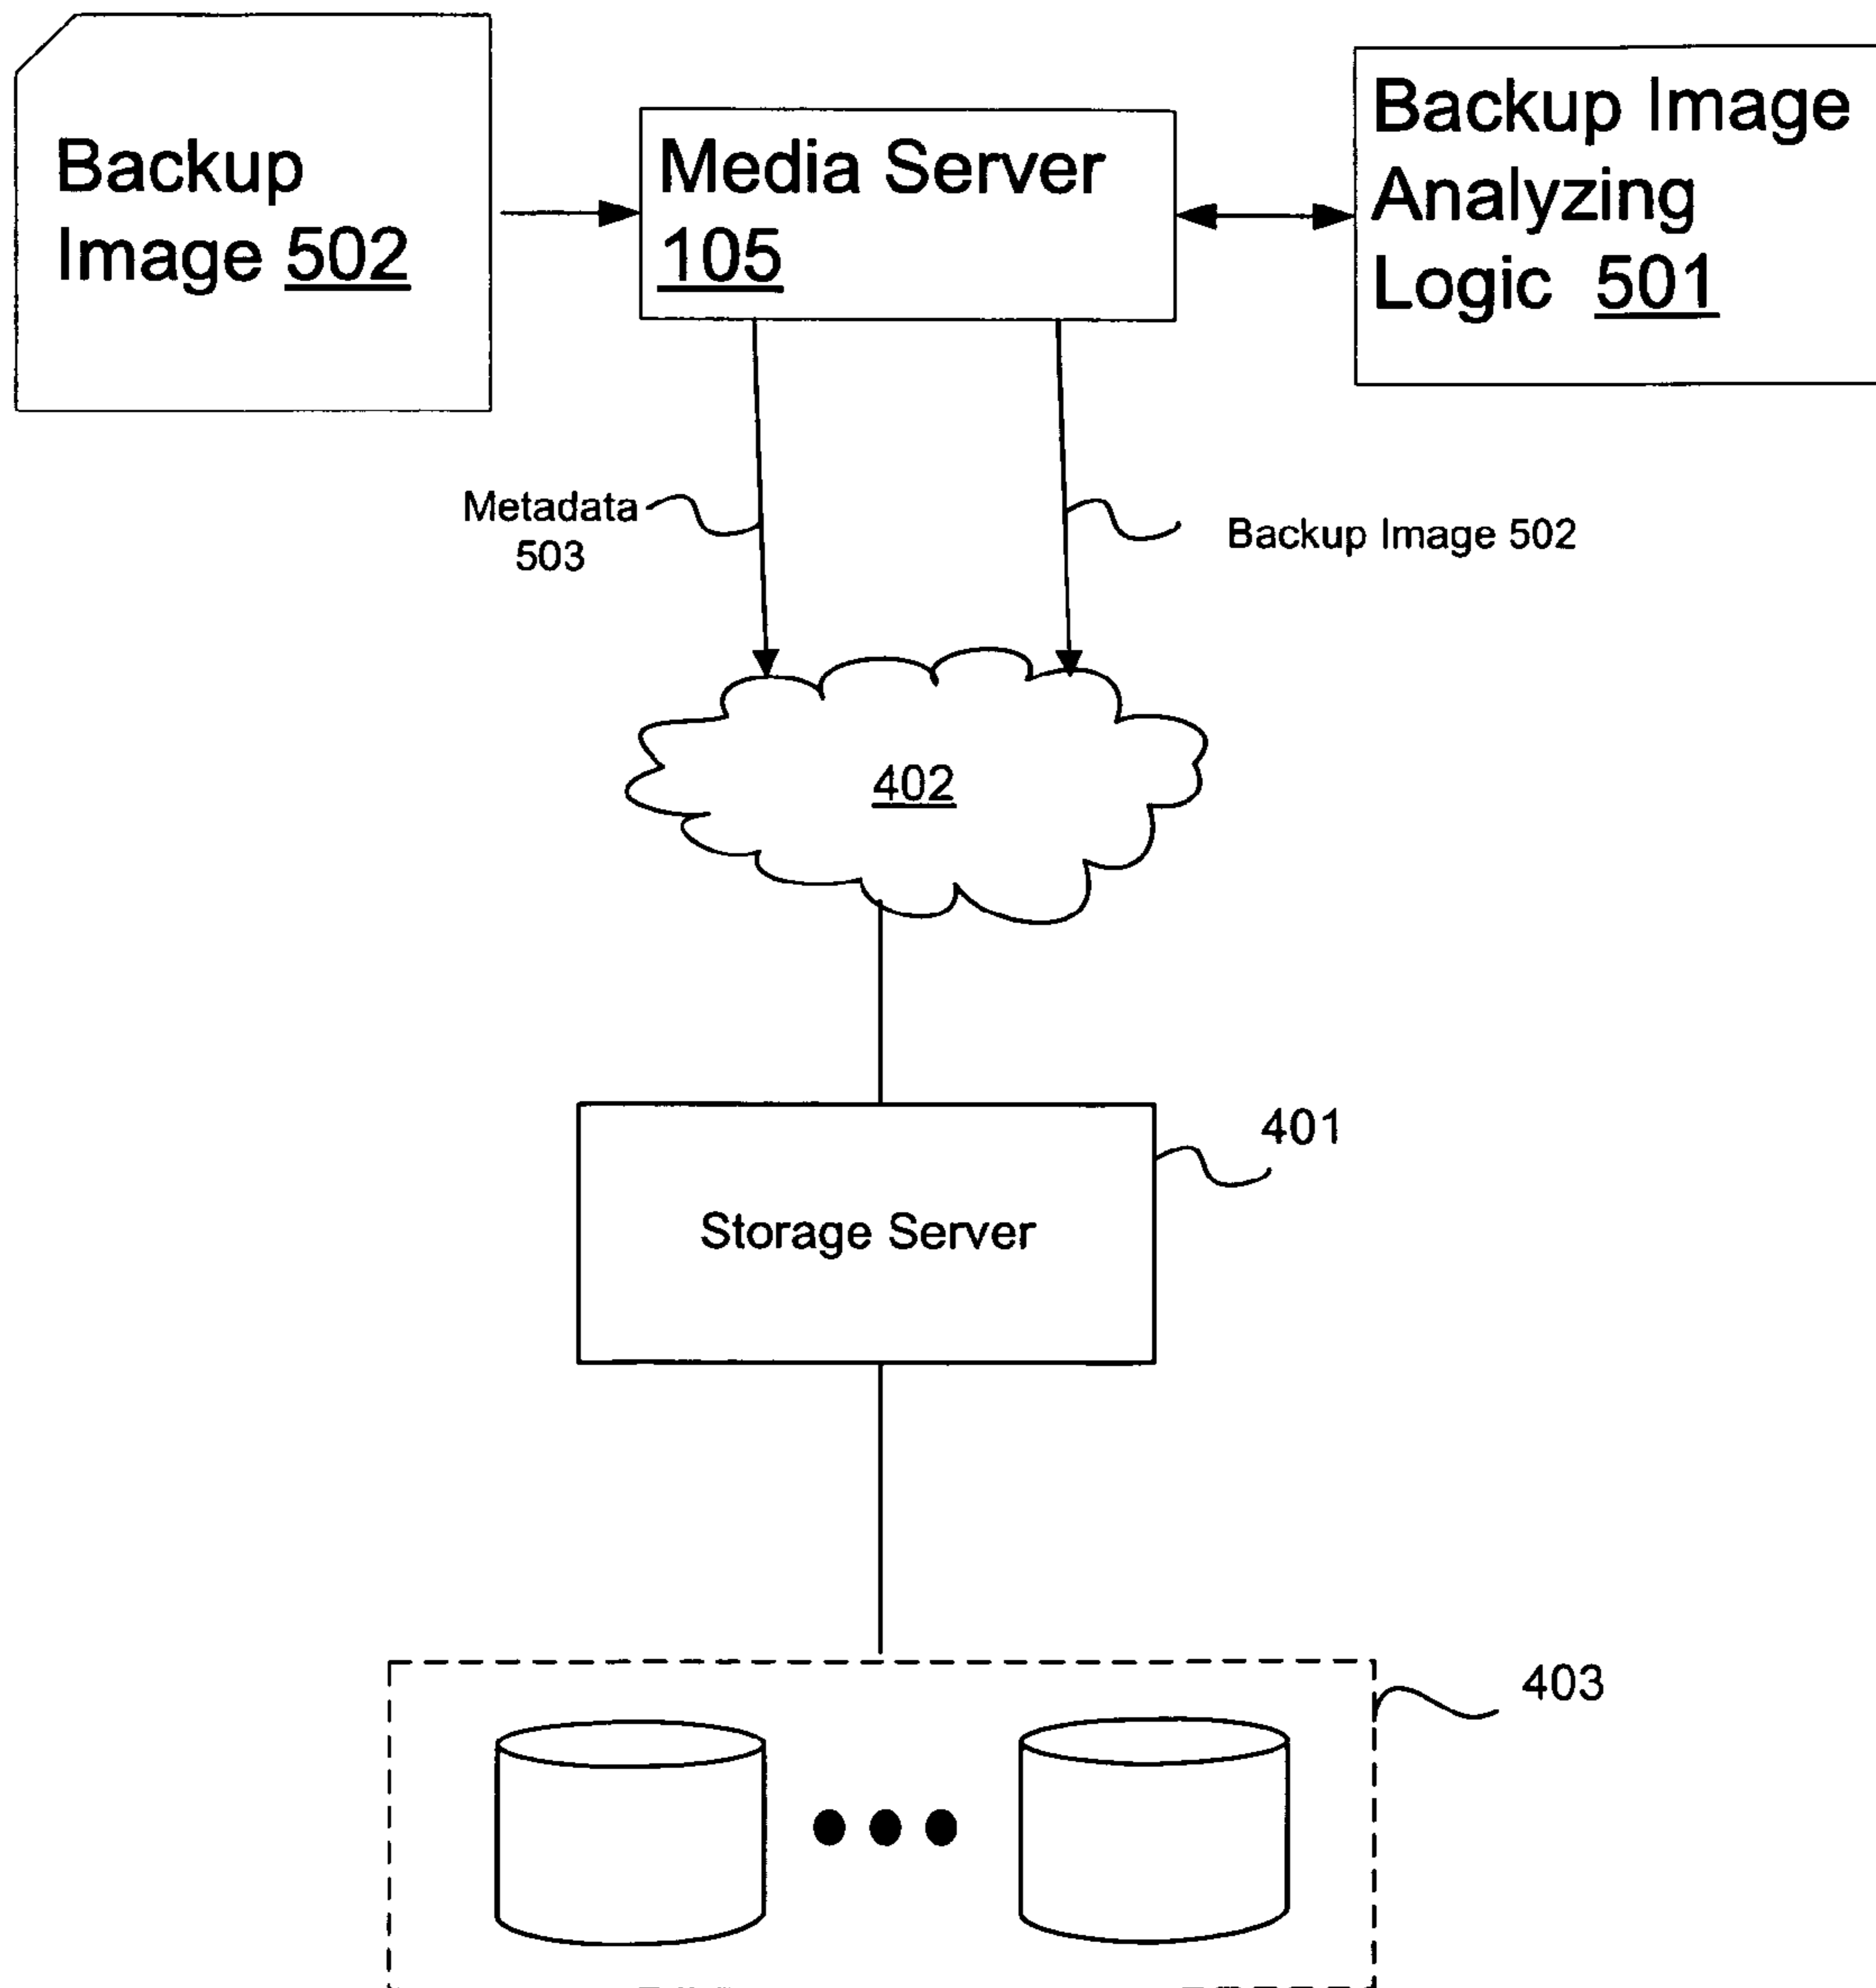 Backup
Image 502
Media Server
105
Backup Image
Analyzing
Logic 501
Metadata
503
Backup Image 502
402
401
Storage Server
403